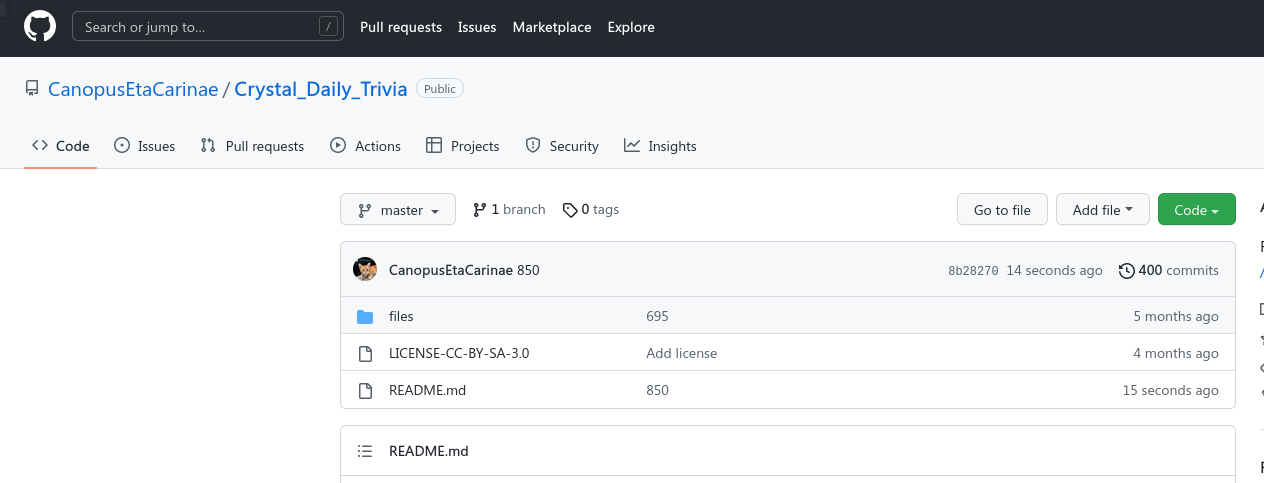 Search or jump to... / Pull requests Issues Marketplace Explore
CanopusEtaCarinae / Crystal_Daily_Trivia Public
Code Issues Pull requests Actions Projects Security Insights
master 1 branch 0 tags Go to file Add file Code
CanopusEtaCarinae 850 8b28270 14 seconds ago 400 commits
files 695 5 months ago
LICENSE-CC-BY-SA-3.0 Add license 4 months ago
README.md 850 15 seconds ago
README.md